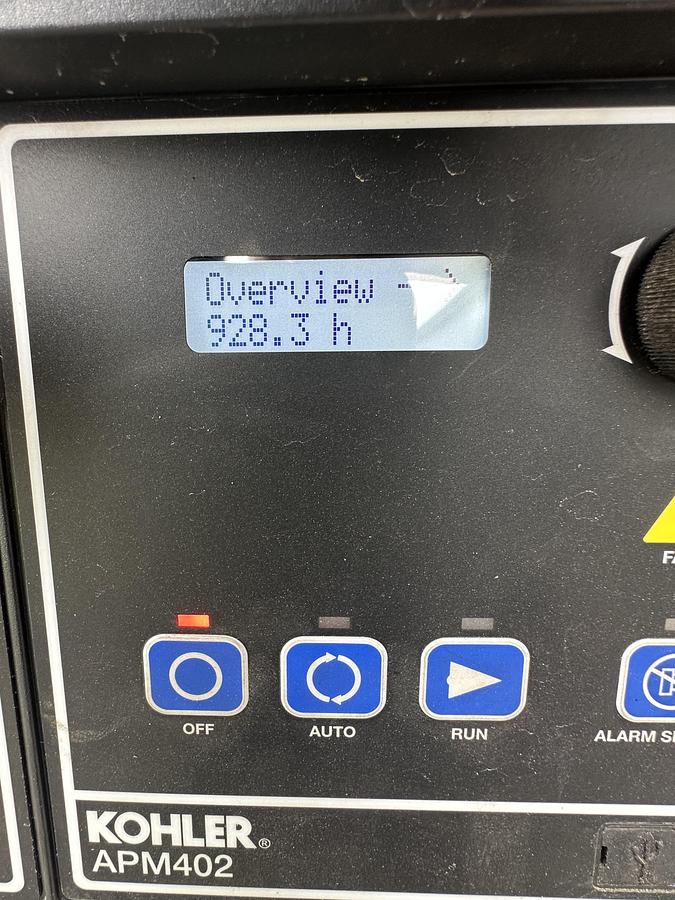 Overview
928.3 h
OFF
AUTO
RUN
KOHLER®
APM402